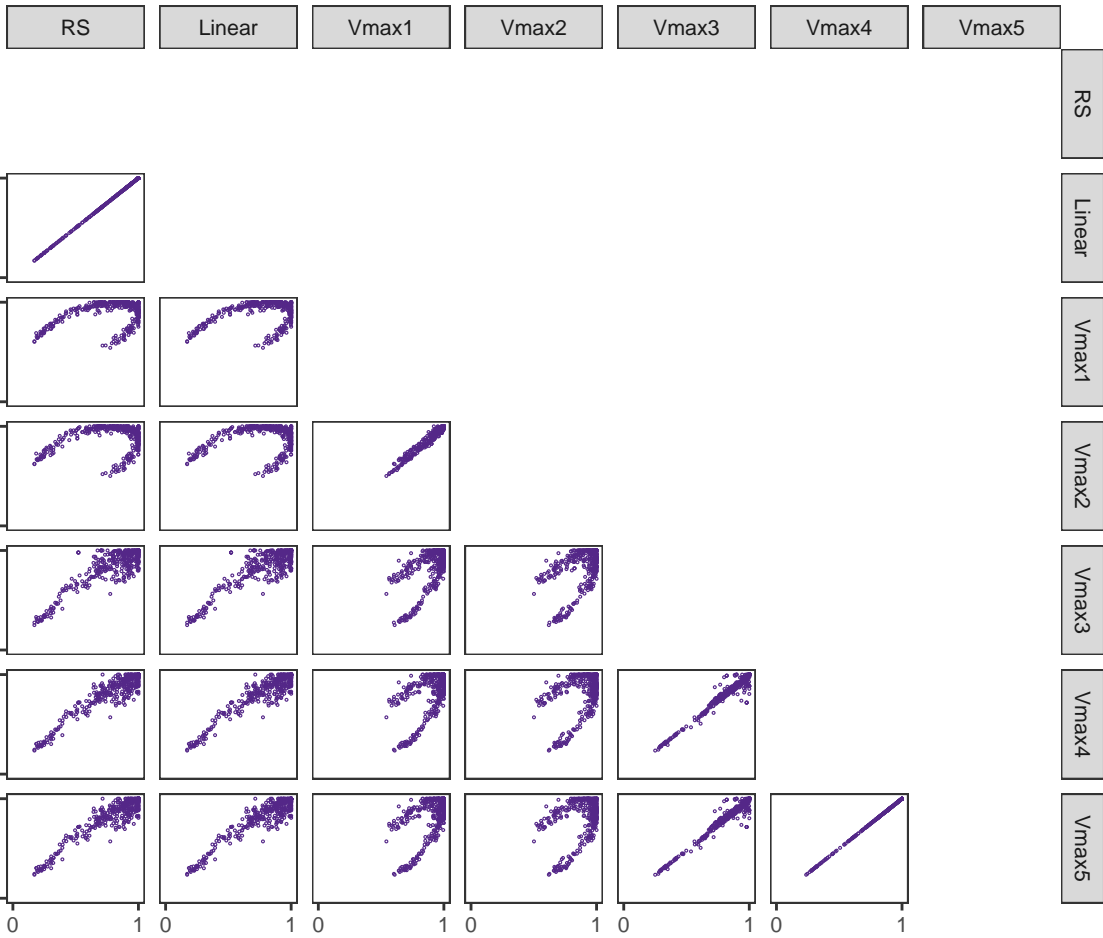 RS Linear Vmax1 Vmax2 Vmax3 Vmax4 Vmax5
RS
Linear
Vmax1
Vmax2
Vmax3
Vmax4
Vmax5
0 1 0 1 0 1 0 1 0 1 0 1